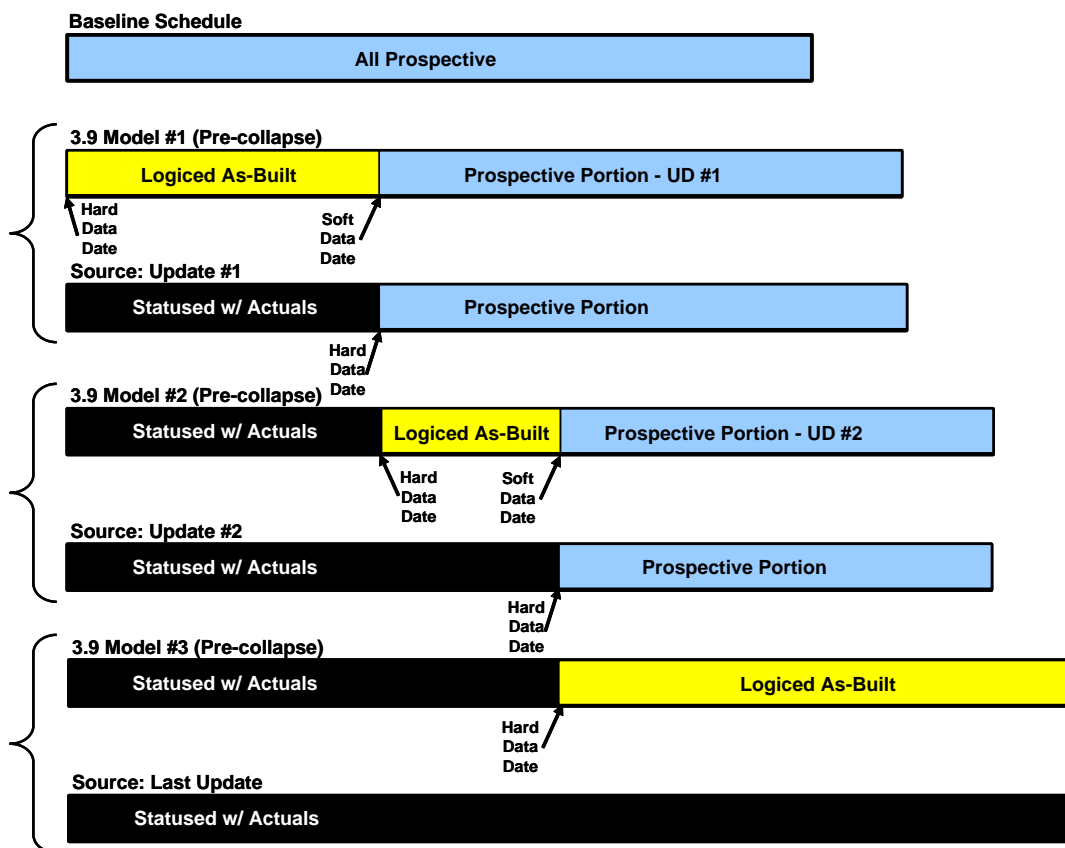 Baseline Schedule
All Prospective
3.9 Model #1 (Pre-collapse)
Logiced As-Built
Prospective Portion - UD #1
Hard
Data
Date
Soft
Data
Date
Source: Update #1
Statused w/ Actuals
Prospective Portion
Hard
Data
Date
3.9 Model #2 (Pre-collapse)
Statused w/ Actuals
Logiced As-Built
Prospective Portion - UD #2
Hard
Data
Date
Soft
Data
Date
Source: Update #2
Statused w/ Actuals
Prospective Portion
Hard
Data
Date
3.9 Model #3 (Pre-collapse)
Statused w/ Actuals
Logiced As-Built
Hard
Data
Date
Source: Last Update
Statused w/ Actuals